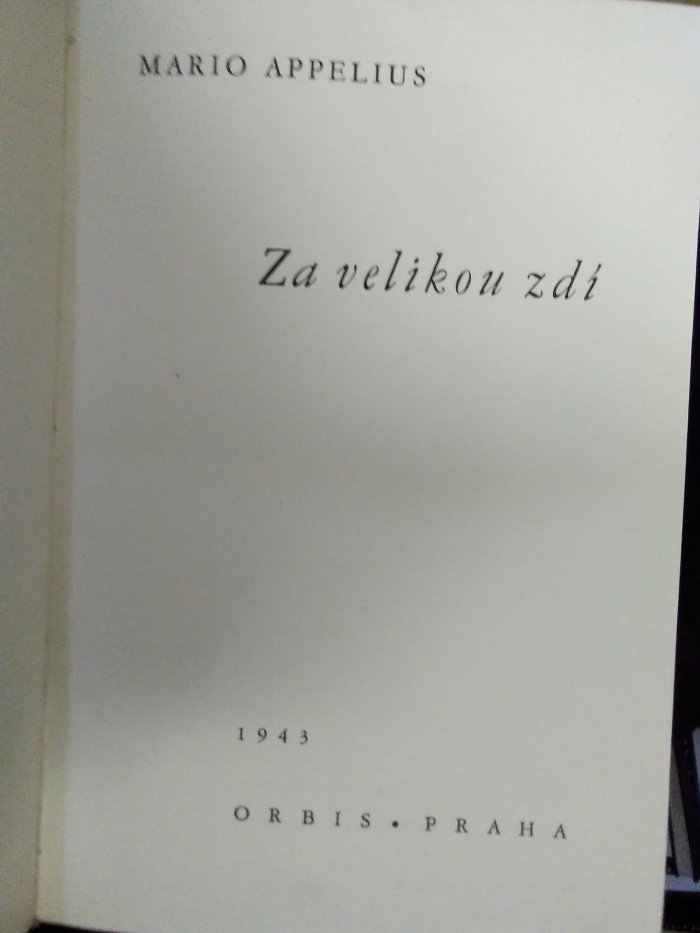 MARIO APPELIUS
Za velikou zdí
1943
ORBIS • PRAHA